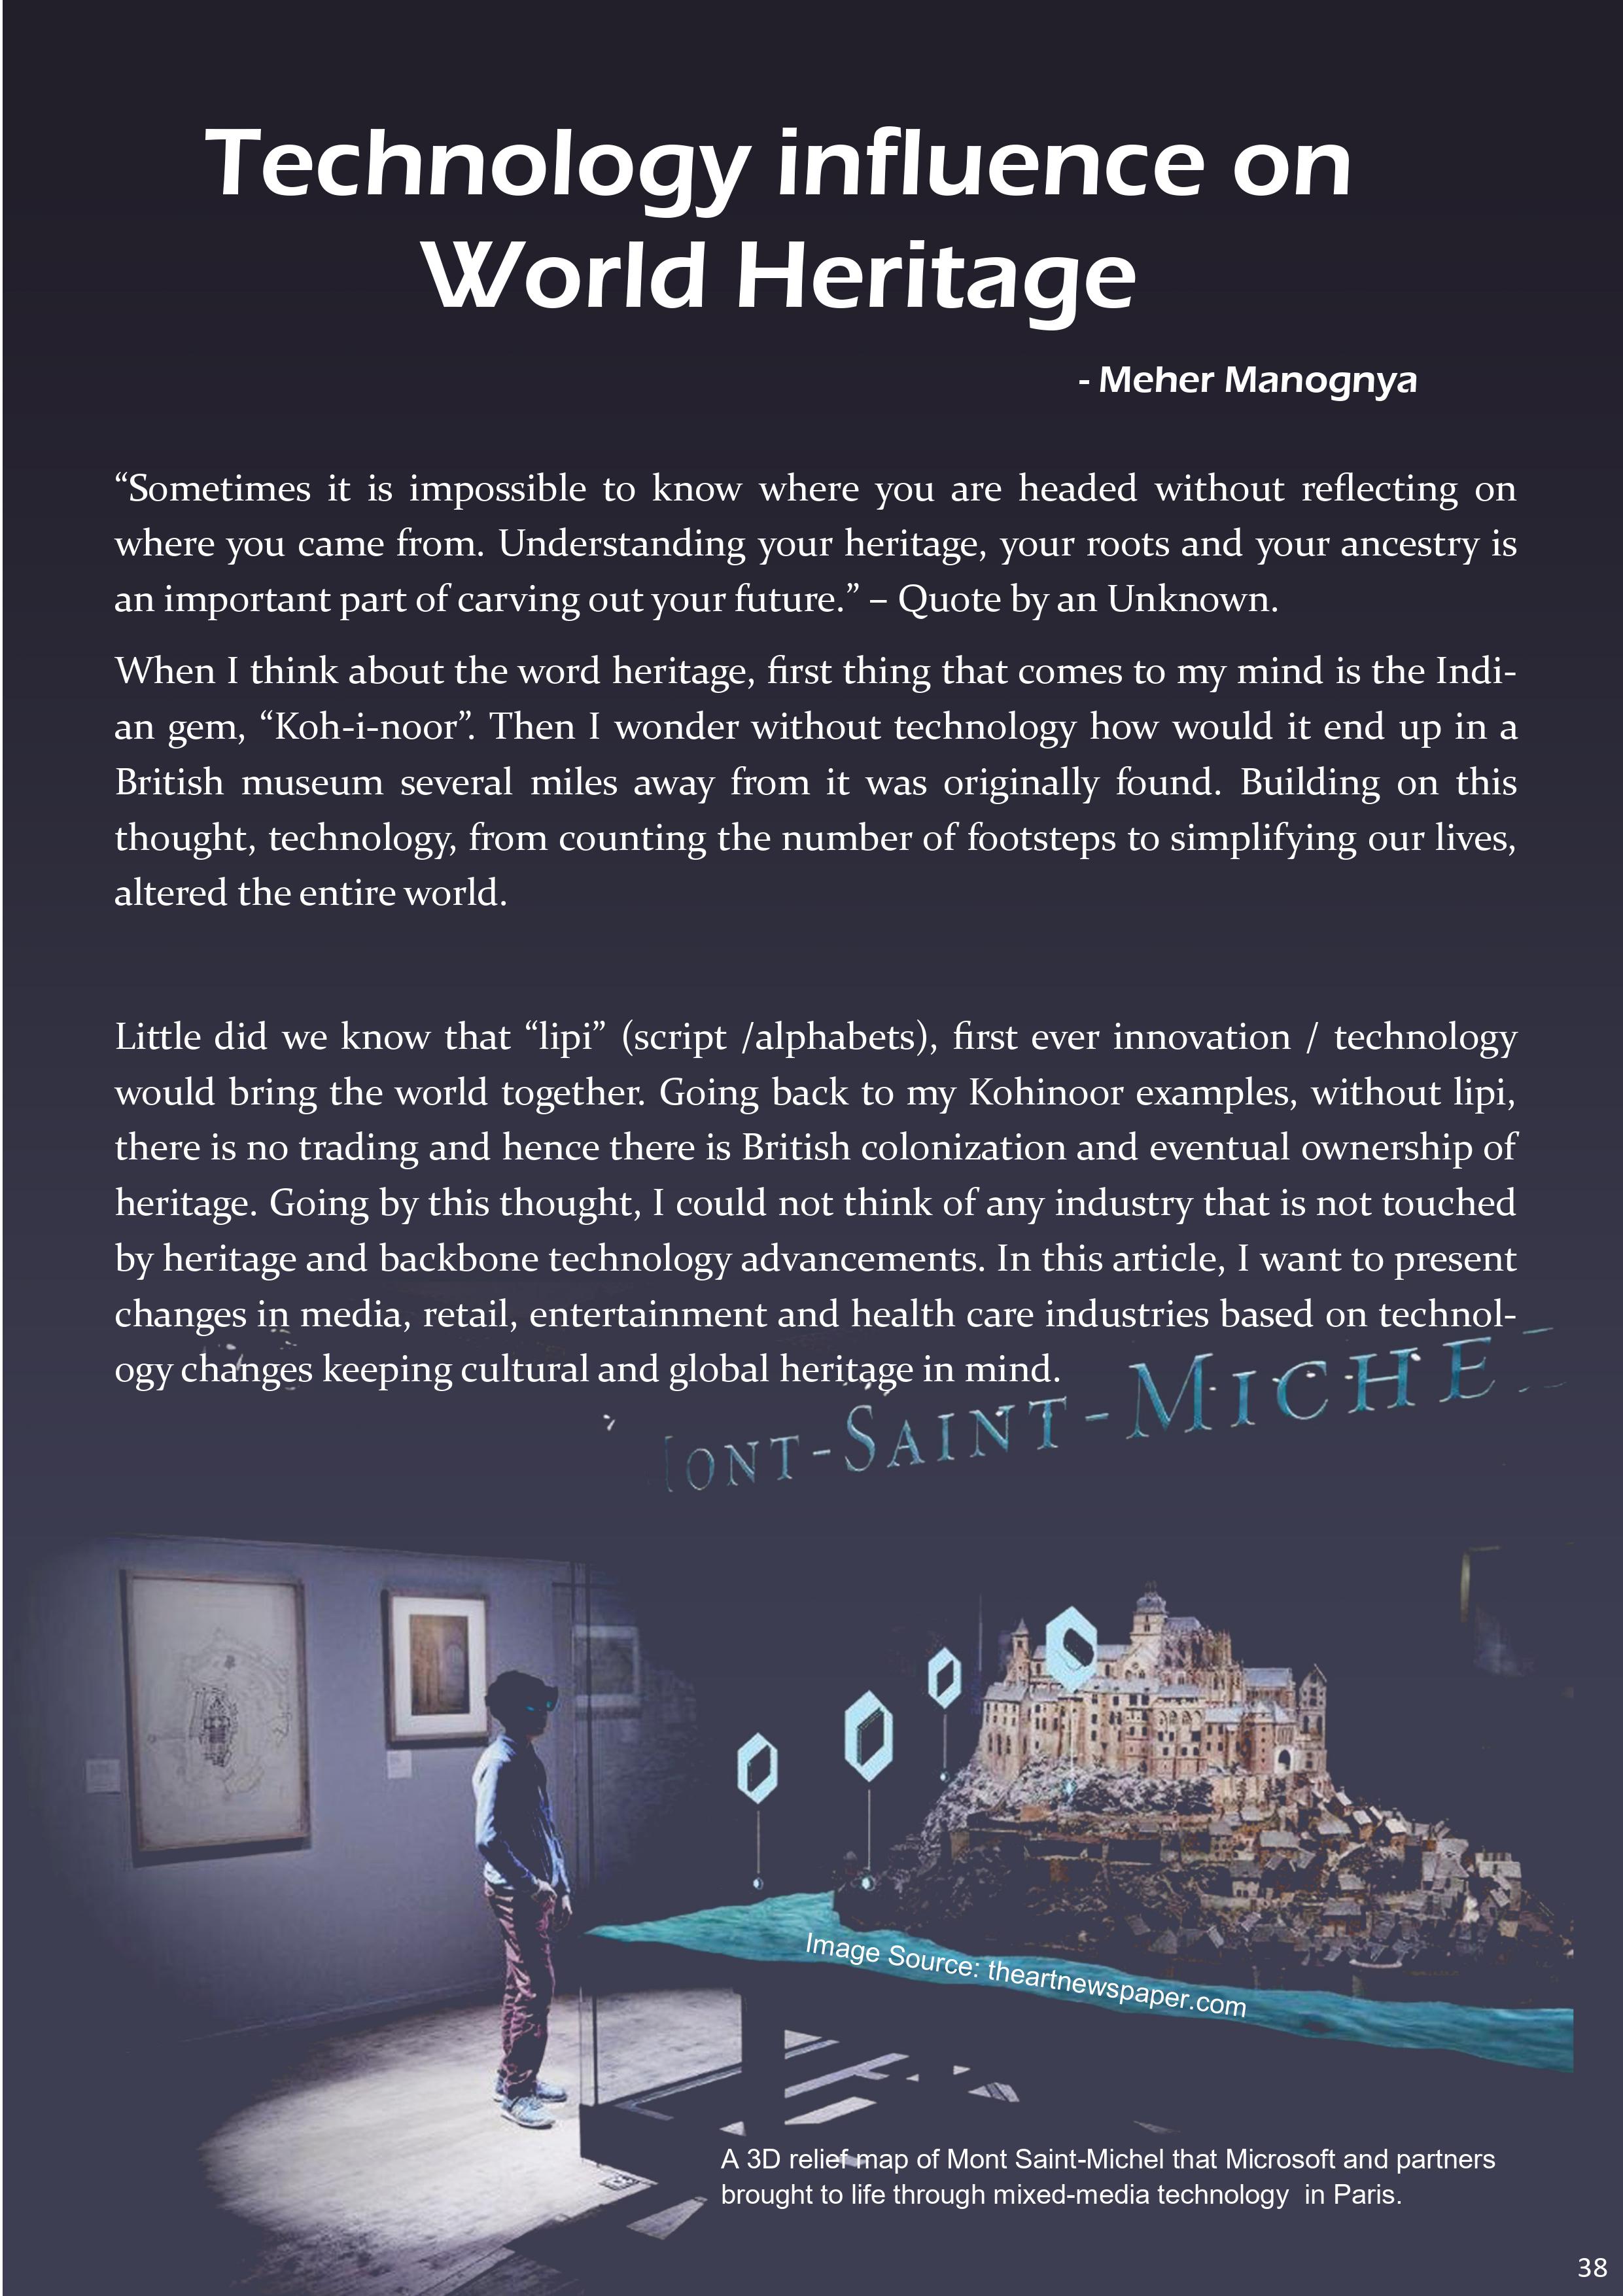 Technology influence on
World Heritage
- Meher Manognya
“Sometimes it is impossible to know where you are headed without reflecting on
where you came from. Understanding your heritage, your roots and your ancestry is
an important part of carving out your future.” – Quote by an Unknown.
When I think about the word heritage, first thing that comes to my mind is the Indi-
an gem, “Koh-i-noor”. Then I wonder without technology how would it end up in a
British museum several miles away from it was originally found. Building on this
thought, technology, from counting the number of footsteps to simplifying our lives,
altered the entire world.
Little did we know that “lipi” (script /alphabets), first ever innovation / technology
would bring the world together. Going back to my Kohinoor examples, without lipi,
there is no trading and hence there is British colonization and eventual ownership of
heritage. Going by this thought, I could not think of any industry that is not touched
by heritage and backbone technology advancements. In this article, I want to present
changes in media, retail, entertainment and health care industries based on technol-
ogy changes keeping cultural and global heritage in mind.
ONT-SAINT-MICHE
Image Source: theartnewspaper.com
A 3D relief map of Mont Saint-Michel that Microsoft and partners
brought to life through mixed-media technology in Paris.
38